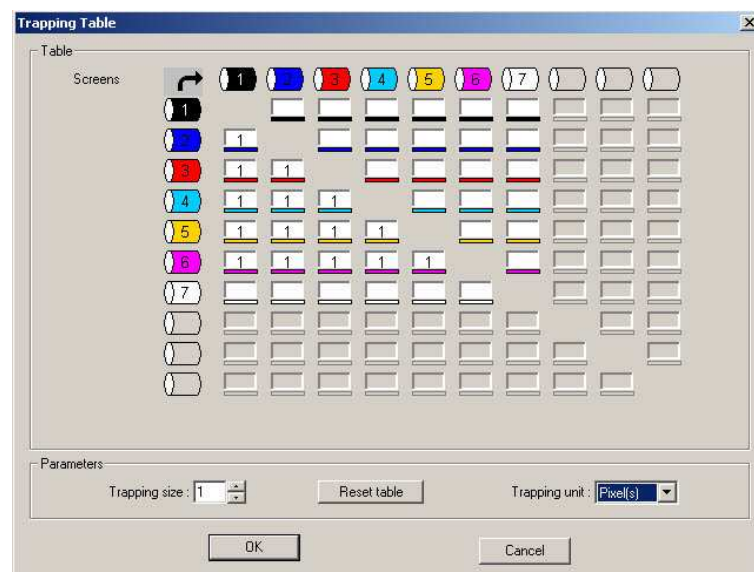 Trapping Table
Table
Screens 1 2 3 4 5 6 7
1
2 1
3 1 1
4 1 1 1
5 1 1 1 1
6 1 1 1 1 1
7
Parameters
Trapping size : 1 Reset table Trapping unit : Pixel(s)
OK Cancel